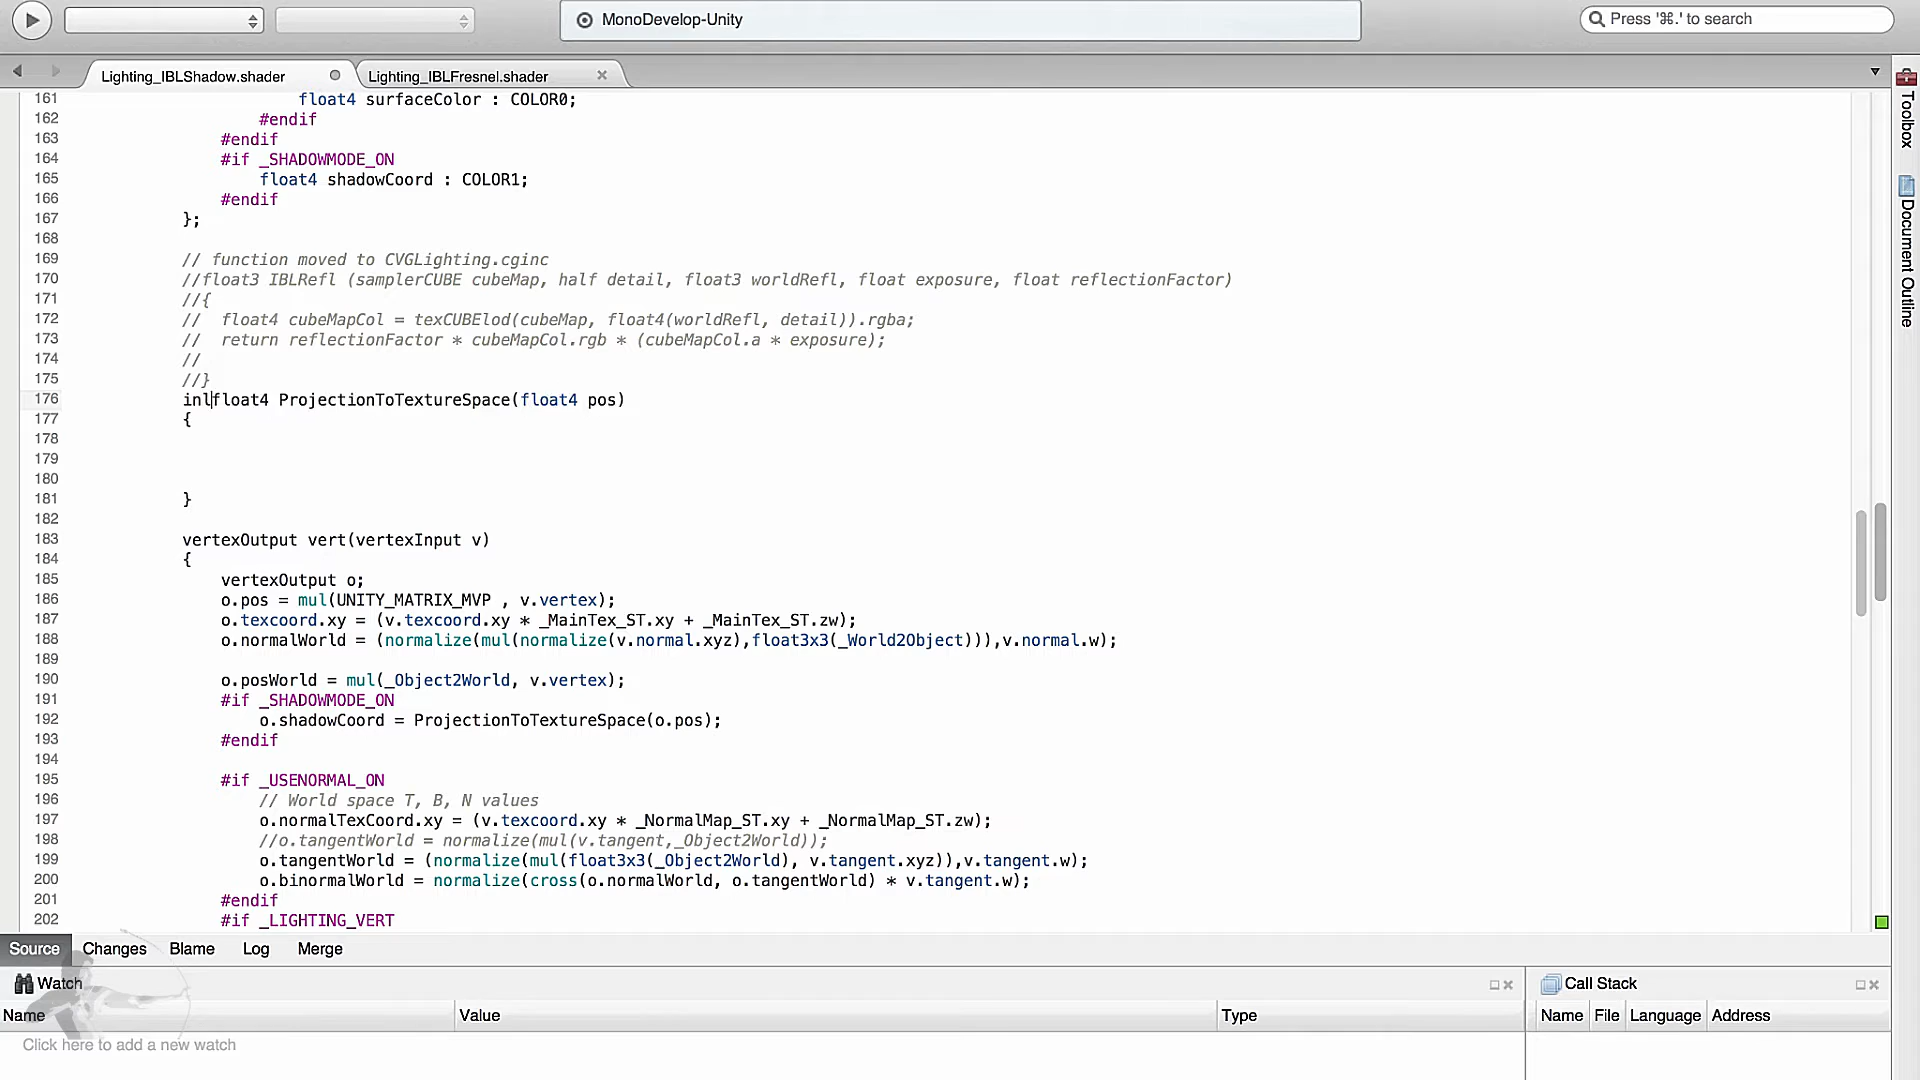 MonoDevelop-Unity
Press '⌘.' to search
Lighting_IBLShadow.shader
Lighting_IBLFresnel.shader
161 float4 surfaceColor : COLOR0;
162 #endif
163 #endif
164 #if _SHADOWMODE_ON
165 float4 shadowCoord : COLOR1;
166 #endif
167 };
168
169 // function moved to CVGLighting.cginc
170 //float3 IBLRefl (samplerCUBE cubeMap, half detail, float3 worldRefl, float exposure, float reflectionFactor)
171 //{
172 // float4 cubeMapCol = texCUBElod(cubeMap, float4(worldRefl, detail)).rgba;
173 // return reflectionFactor * cubeMapCol.rgb * (cubeMapCol.a * exposure);
174 //
175 //}
176 inlfloat4 ProjectionToTextureSpace(float4 pos)
177 {
178
179
180
181 }
182
183 vertexOutput vert(vertexInput v)
184 {
185 vertexOutput o;
186 o.pos = mul(UNITY_MATRIX_MVP , v.vertex);
187 o.texcoord.xy = (v.texcoord.xy * _MainTex_ST.xy + _MainTex_ST.zw);
188 o.normalWorld = (normalize(mul(normalize(v.normal.xyz),float3x3(_World2Object))),v.normal.w);
189
190 o.posWorld = mul(_Object2World, v.vertex);
191 #if _SHADOWMODE_ON
192 o.shadowCoord = ProjectionToTextureSpace(o.pos);
193 #endif
194
195 #if _USENORMAL_ON
196 // World space T, B, N values
197 o.normalTexCoord.xy = (v.texcoord.xy * _NormalMap_ST.xy + _NormalMap_ST.zw);
198 //o.tangentWorld = normalize(mul(v.tangent,_Object2World));
199 o.tangentWorld = (normalize(mul(float3x3(_Object2World), v.tangent.xyz)),v.tangent.w);
200 o.binormalWorld = normalize(cross(o.normalWorld, o.tangentWorld) * v.tangent.w);
201 #endif
202 #if _LIGHTING_VERT
Toolbox
Document Outline
Source Changes Blame Log Merge
Watch
Name Value Type
Click here to add a new watch
Call Stack
Name File Language Address